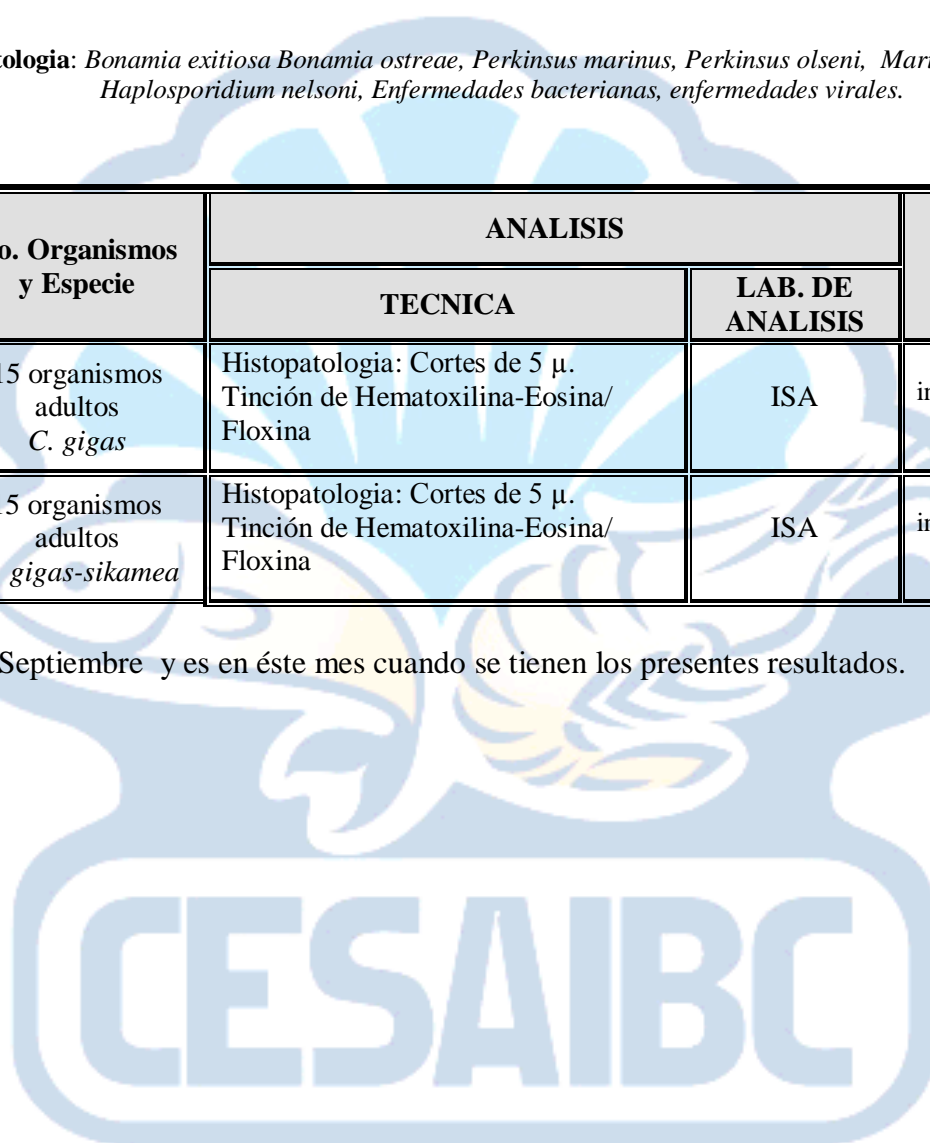 tologia: Bonamia exitiosa Bonamia ostreae, Perkinsus marinus, Perkinsus olseni, Mar
Haplosporidium nelsoni, Enfermedades bacterianas, enfermedades virales.
o. Organismos
y Especie
ANALISIS
TECNICA
LAB. DE
ANALISIS
15 organismos
adultos
C. gigas
Histopatologia: Cortes de 5 µ.
Tinción de Hematoxilina-Eosina/
Floxina
ISA
in
15 organismos
adultos
gigas-sikamea
Histopatologia: Cortes de 5 µ.
Tinción de Hematoxilina-Eosina/
Floxina
ISA
in
Septiembre y es en éste mes cuando se tienen los presentes resultados.
CESAIBC